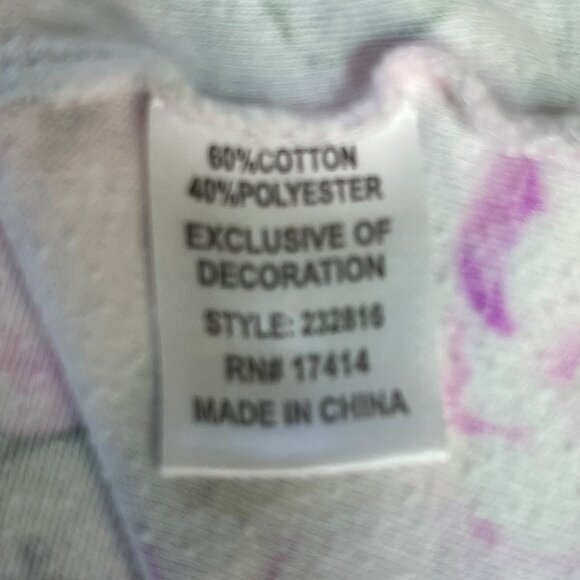 60%COTTON
40%POLYESTER
EXCLUSIVE OF
DECORATION
STYLE: 232816
RN# 17414
MADE IN CHINA